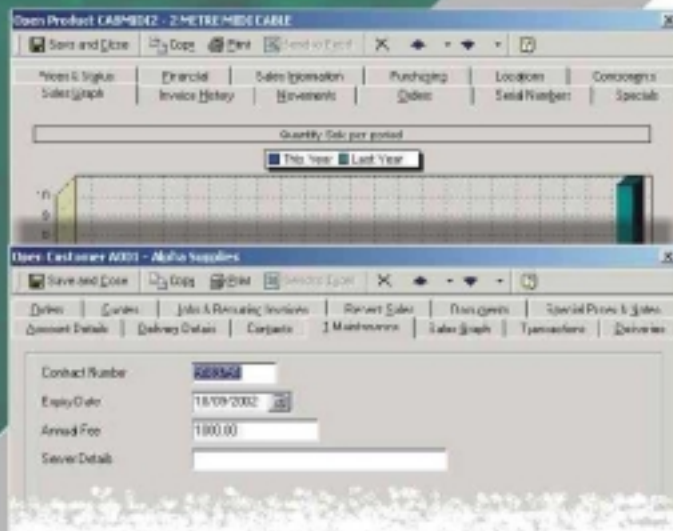 Open Product CABMIDI2 - 2 METRE MIDI CABLE
Save and Close Copy Print Send to Excel
Prices & Status Financial Sales Information Purchasing Locations Components
Sales Graph Invoice History Movements Orders Serial Numbers Specials
Quantity Sold per period
This Year Last Year
10
9
Open Customer A001 - Alpha Supplies
Save and Close Copy Print Send to Excel
Orders Quotes Jobs & Recurring Invoices Recent Sales Documents Special Prices & Notes
Account Details Delivery Details Contacts Maintenance Sales Graph Transactions Deliveries
Contract Number
Expiry Date 18/09/2002
Annual Fee 1000.00
Server Details